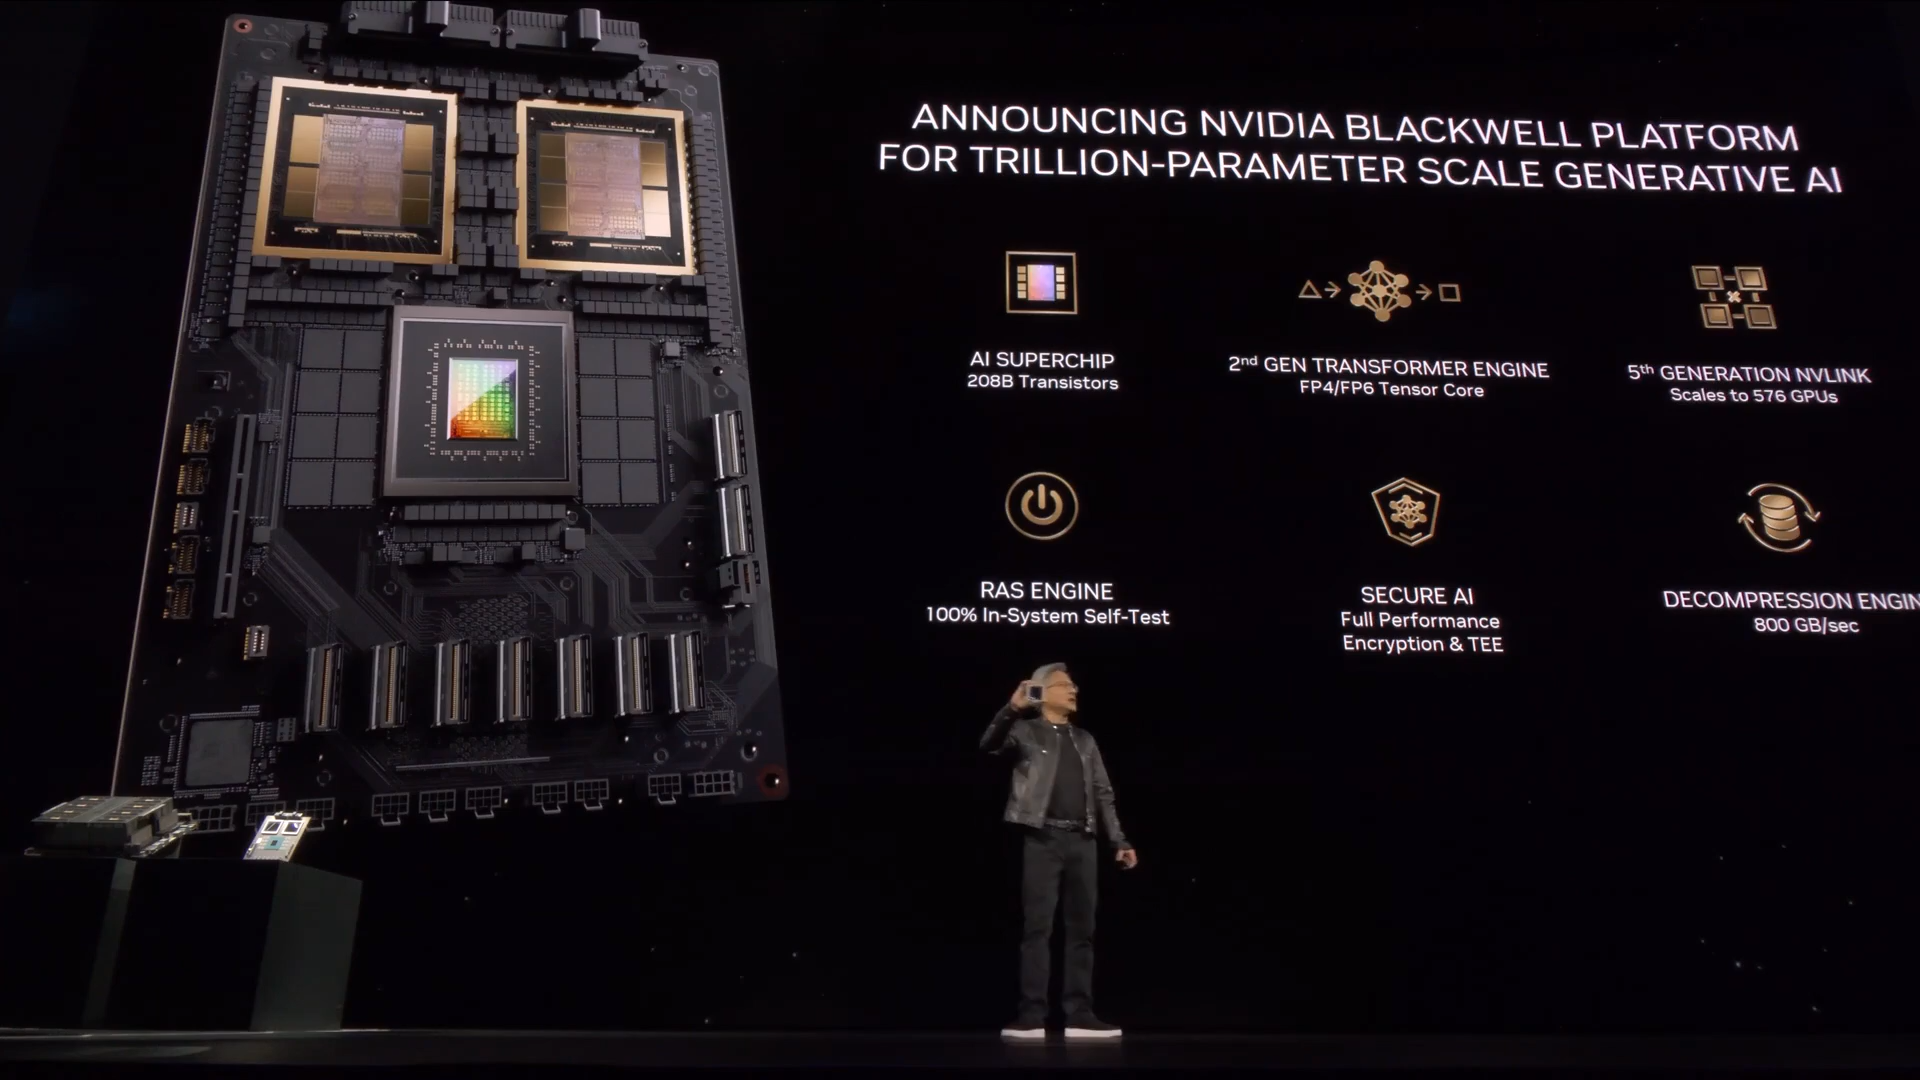 ANNOUNCING NVIDIA BLACKWELL PLATFORM
FOR TRILLION-PARAMETER SCALE GENERATIVE AI
AI SUPERCHIP
208B Transistors
2nd GEN TRANSFORMER ENGINE
FP4/FP6 Tensor Core
5th GENERATION NVLINK
Scales to 576 GPUs
RAS ENGINE
100% In-System Self-Test
SECURE AI
Full Performance
Encryption & TEE
DECOMPRESSION ENGIN
800 GB/sec